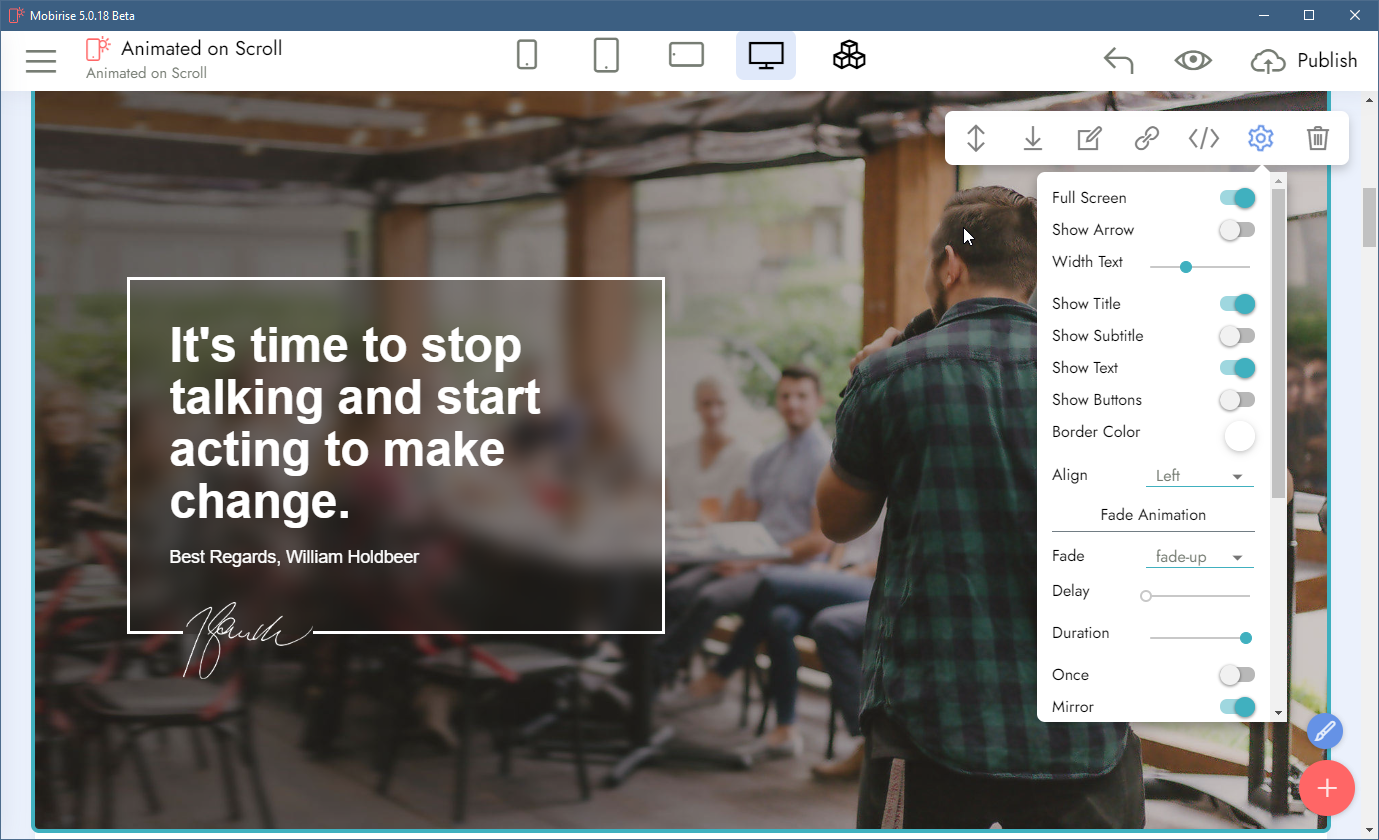 Mobirise 5.0.18 Beta
Animated on Scroll
Animated on Scroll
Publish
Full Screen
Show Arrow
Width Text
Show Title
Show Subtitle
Show Text
Show Buttons
Border Color
Align Left
Fade Animation
Fade fade-up
Delay
Duration
Once
Mirror
It's time to stop
talking and start
acting to make
change.
Best Regards, William Holdbeer